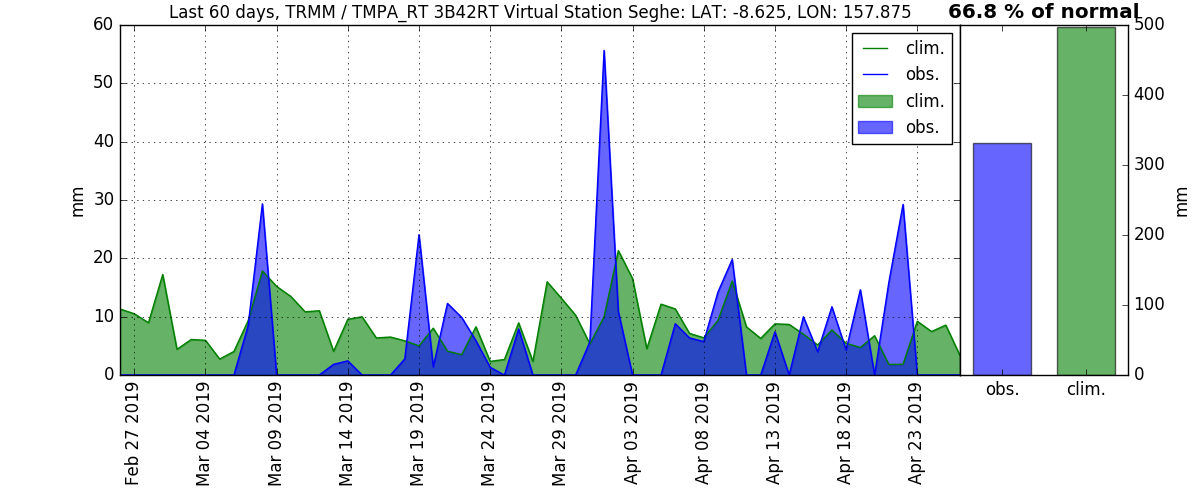 Last 60 days, TRMM / TMPA_RT 3B42RT Virtual Station Seghe: LAT: -8.625, LON: 157.875
66.8 % of normal
60
50
40
30
20
10
0
mm
clim.
obs.
clim.
obs.
500
400
300
200
100
0
mm
obs.
clim.
Feb 27 2019
Mar 04 2019
Mar 09 2019
Mar 14 2019
Mar 19 2019
Mar 24 2019
Mar 29 2019
Apr 03 2019
Apr 08 2019
Apr 13 2019
Apr 18 2019
Apr 23 2019